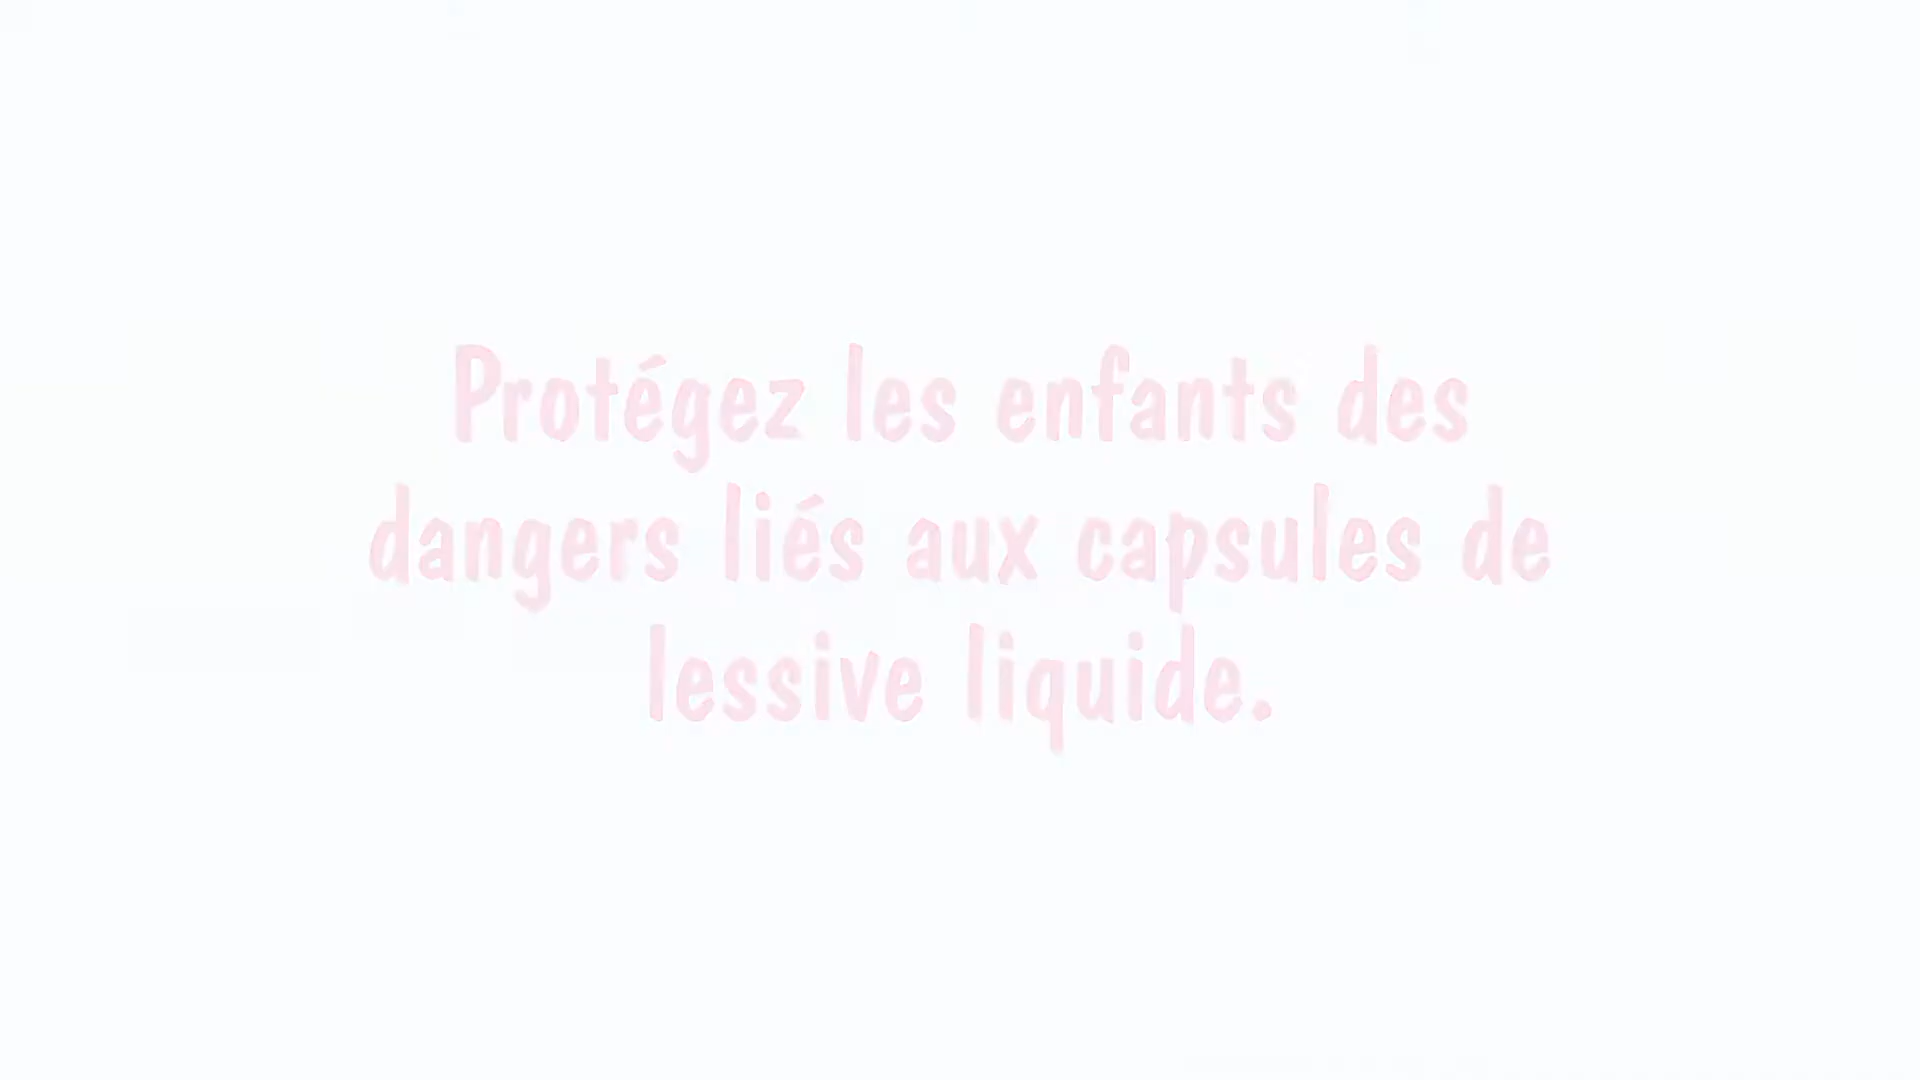 Protégez les enfants des
dangers liés aux capsules de
lessive liquide.